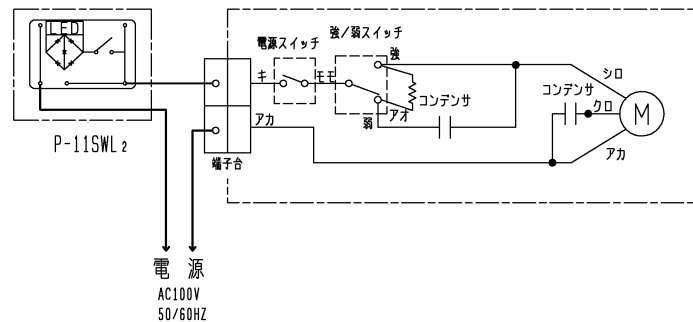 LED
P-11SWL2
電源
AC100V
50/60HZ
端子台
キ
アカ
電源スイッチ
モモ
強/弱スイッチ
強
弱
アオ
コンデンサ
シロ
コンデンサ
クロ
アカ
M